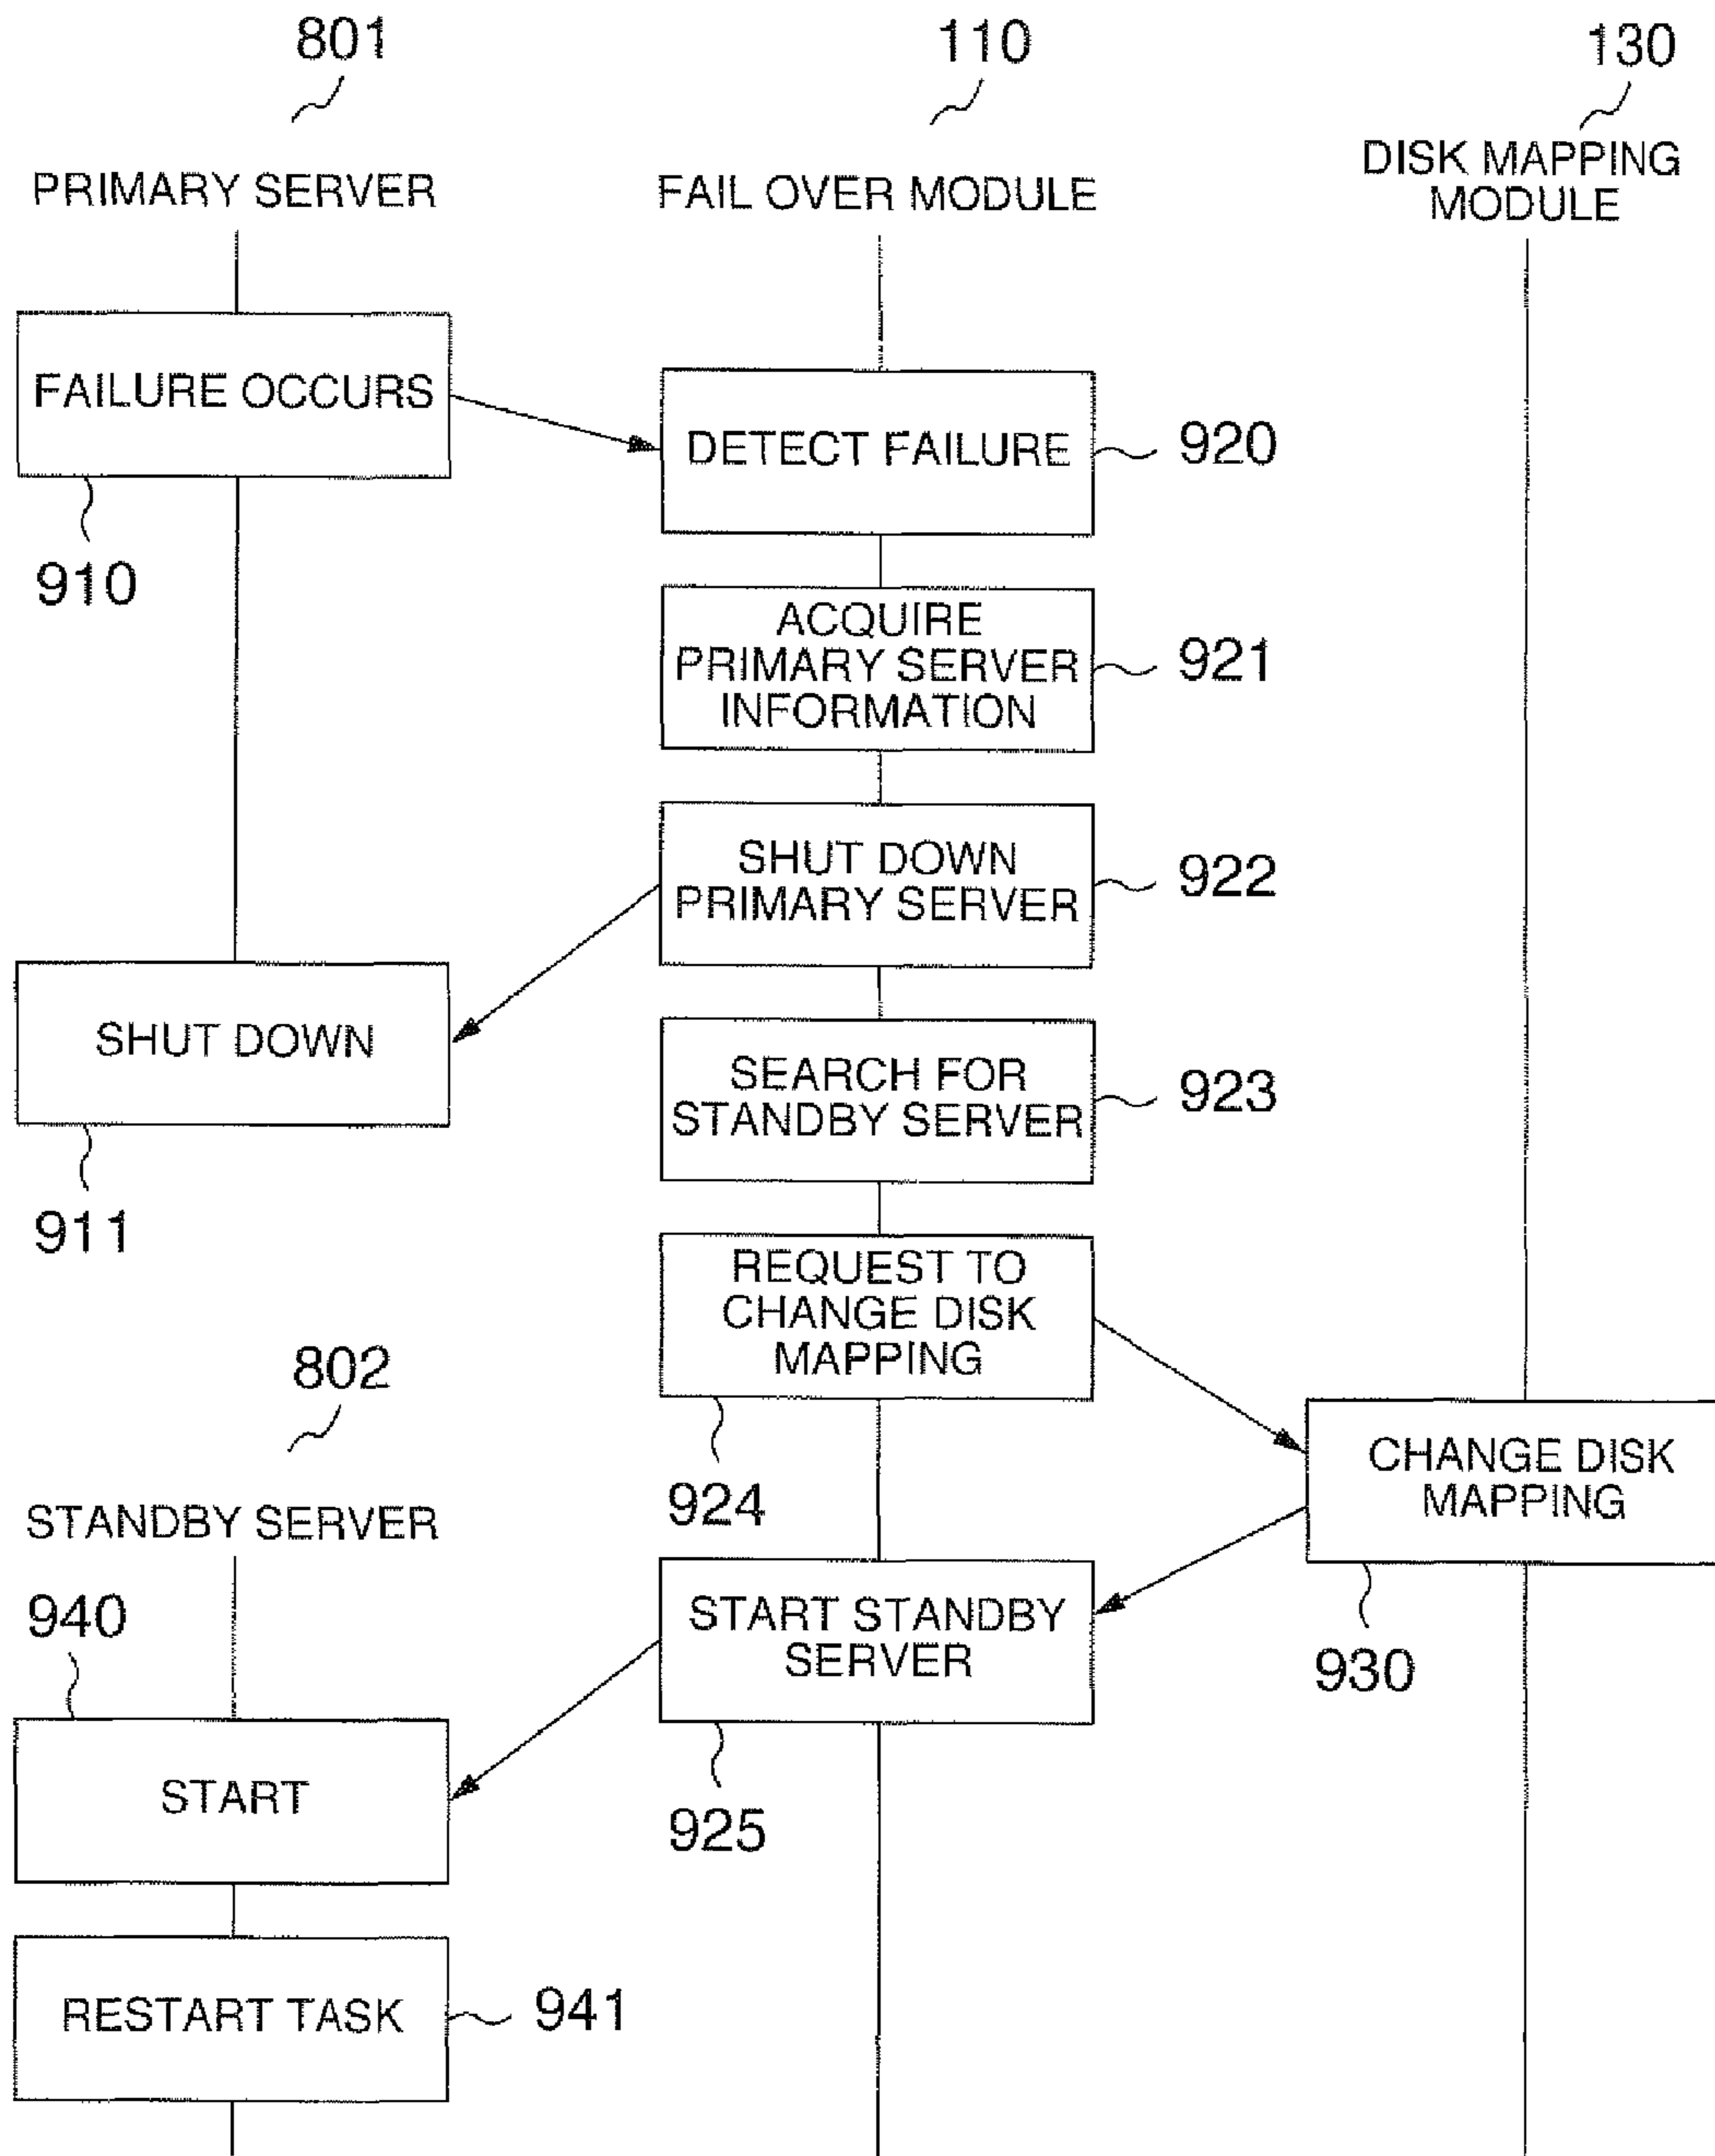 801
110
130
PRIMARY SERVER
FAIL OVER MODULE
DISK MAPPING
MODULE
FAILURE OCCURS
910
DETECT FAILURE
920
ACQUIRE
PRIMARY SERVER
INFORMATION
921
SHUT DOWN
PRIMARY SERVER
922
SHUT DOWN
911
SEARCH FOR
STANDBY SERVER
923
REQUEST TO
CHANGE DISK
MAPPING
924
CHANGE DISK
MAPPING
930
802
STANDBY SERVER
START STANDBY
SERVER
925
940
START
RESTART TASK
941